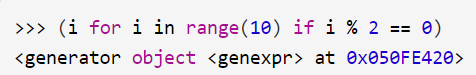 >>> (i for i in range(10) if i % 2 == 0)
<generator object <genexpr> at 0x050FE420>